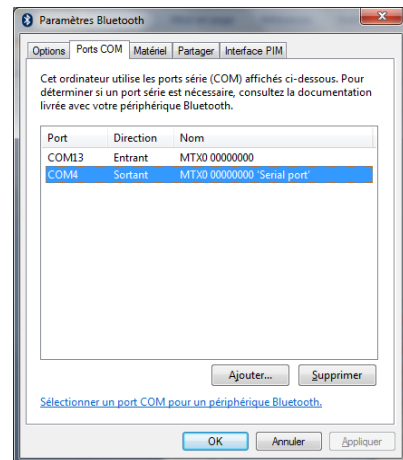 Paramètres Bluetooth
Options Ports COM Matériel Partager Interface PIM
Cet ordinateur utilise les ports série (COM) affichés ci-dessous. Pour
déterminer si un port série est nécessaire, consultez la documentation
livrée avec votre périphérique Bluetooth.
Port Direction Nom
COM13 Entrant MTX0 00000000
COM4 Sortant MTX0 00000000 'Serial port'
Ajouter... Supprimer
Sélectionner un port COM pour un périphérique Bluetooth.
OK Annuler Appliquer